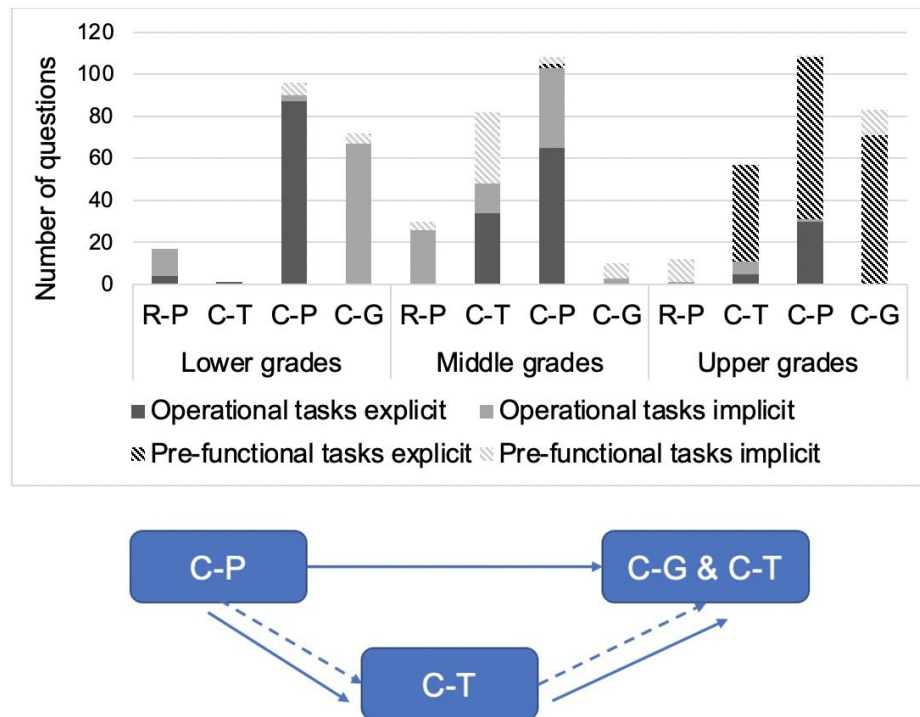 120
100
80
60
40
20
0
Number of questions
R-P C-T C-P C-G R-P C-T C-P C-G R-P C-T C-P C-G
Lower grades Middle grades Upper grades
Operational tasks explicit Operational tasks implicit
Pre-functional tasks explicit Pre-functional tasks implicit
C-P C-G & C-T
C-T